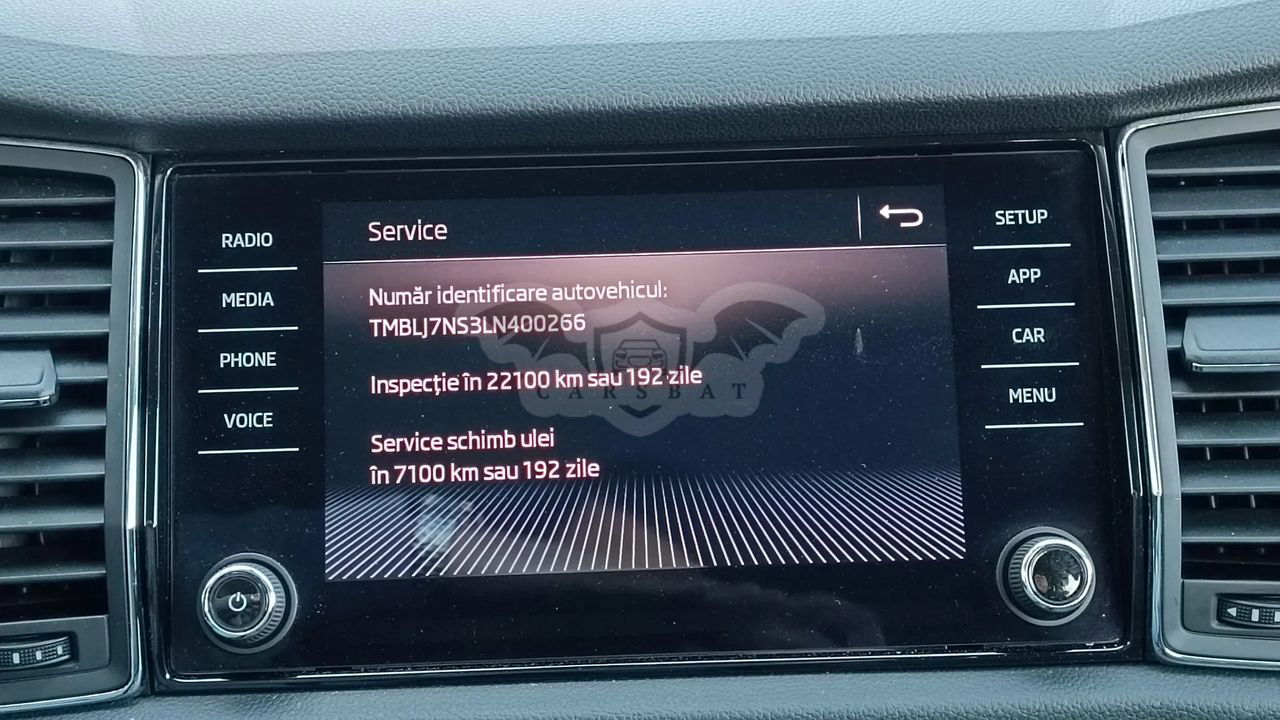 RADIO
MEDIA
PHONE
VOICE
Service
Număr identificare autovehicul:
TMBLJ7NS3LN400266
Inspecție în 22100 km sau 192 zile
CARSBAT
Service schimb ulei
în 7100 km sau 192 zile
SETUP
APP
CAR
MENU